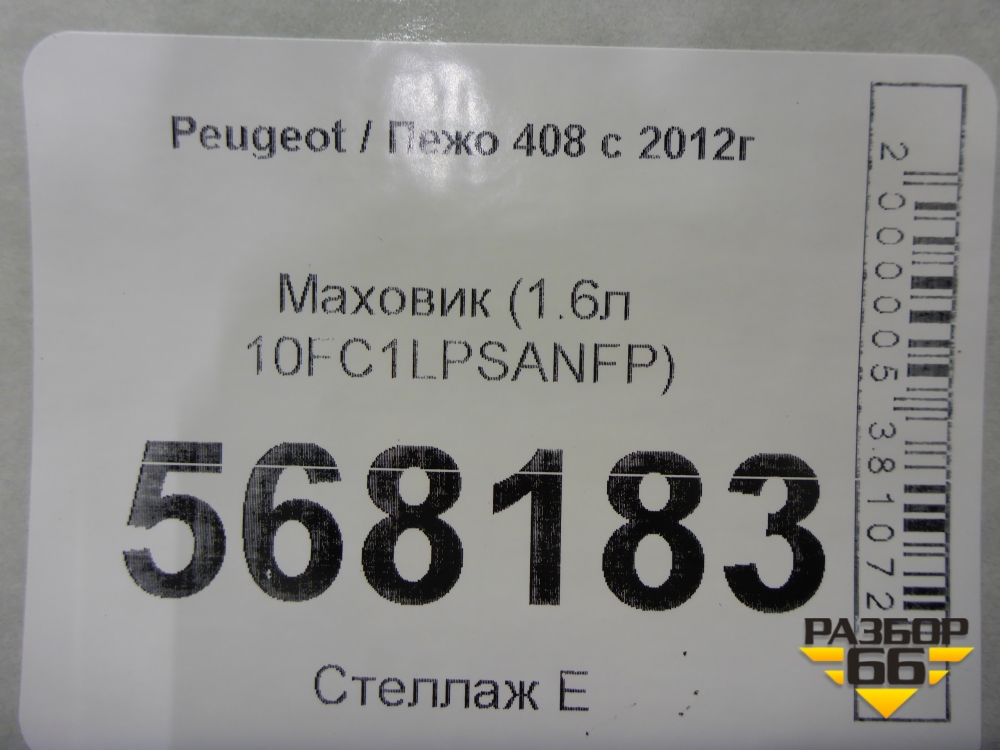 Peugeot / Пежо 408 с 2012г
Маховик (1.6л
10FC1LPSANFP)
568183
Стеллаж Е
2000005381072
РАЗБОР
66